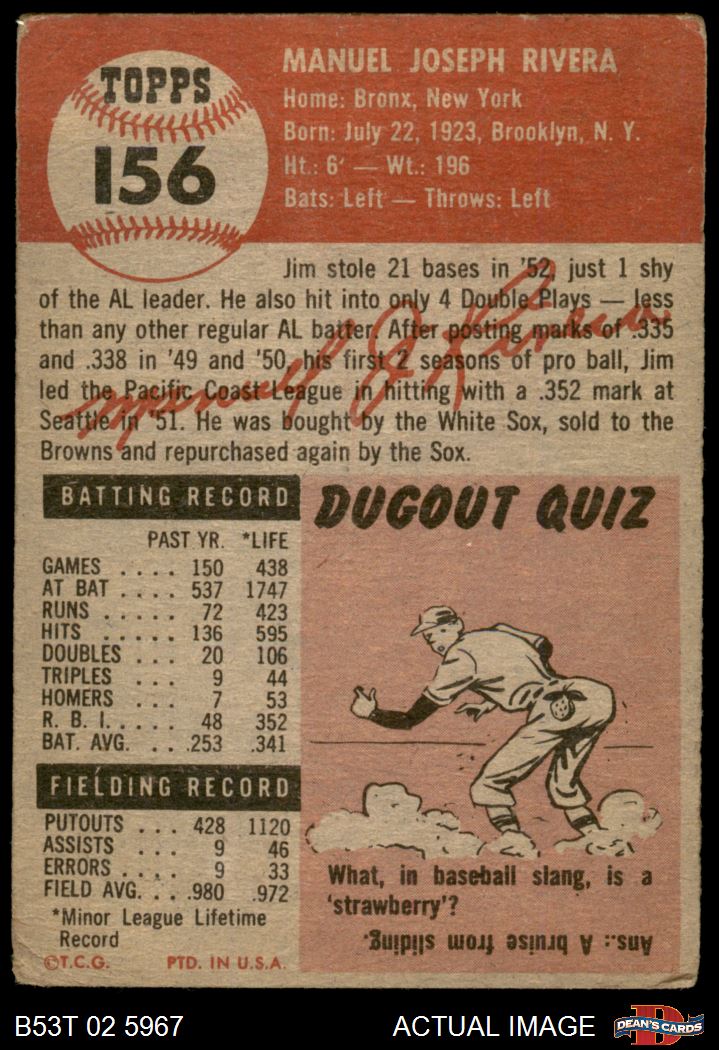 TOPPS
156
MANUEL JOSEPH RIVERA
Home: Bronx, New York
Born: July 22, 1923, Brooklyn, N. Y.
Ht.: 6' — Wt.: 196
Bats: Left — Throws: Left
Jim stole 21 bases in '52, just 1 shy
of the AL leader. He also hit into only 4 Double Plays — less
than any other regular AL batter. After posting marks of .335
and .338 in '49 and '50, his first 2 seasons of pro ball, Jim
led the Pacific Coast League in hitting with a .352 mark at
Seattle in '51. He was bought by the White Sox, sold to the
Browns and repurchased again by the Sox.
Manuel J. Rivera
BATTING RECORD
PAST YR. *LIFE
GAMES .... 150 438
AT BAT .... 537 1747
RUNS ..... 72 423
HITS ..... 136 595
DOUBLES ... 20 106
TRIPLES ... 9 44
HOMERS ... 7 53
R. B. I. .... 48 352
BAT. AVG. .. .253 .341
FIELDING RECORD
PUTOUTS ... 428 1120
ASSISTS ... 9 46
ERRORS .... 9 33
FIELD AVG. ... .980 .972
*Minor League Lifetime
Record
©T.C.G. PTD. IN U.S.A.
DUGOUT QUIZ
What, in baseball slang, is a
'strawberry'?
Ans.: A bruise from sliding.
B53T 02 5967
ACTUAL IMAGE
D
DEAN'S CARDS